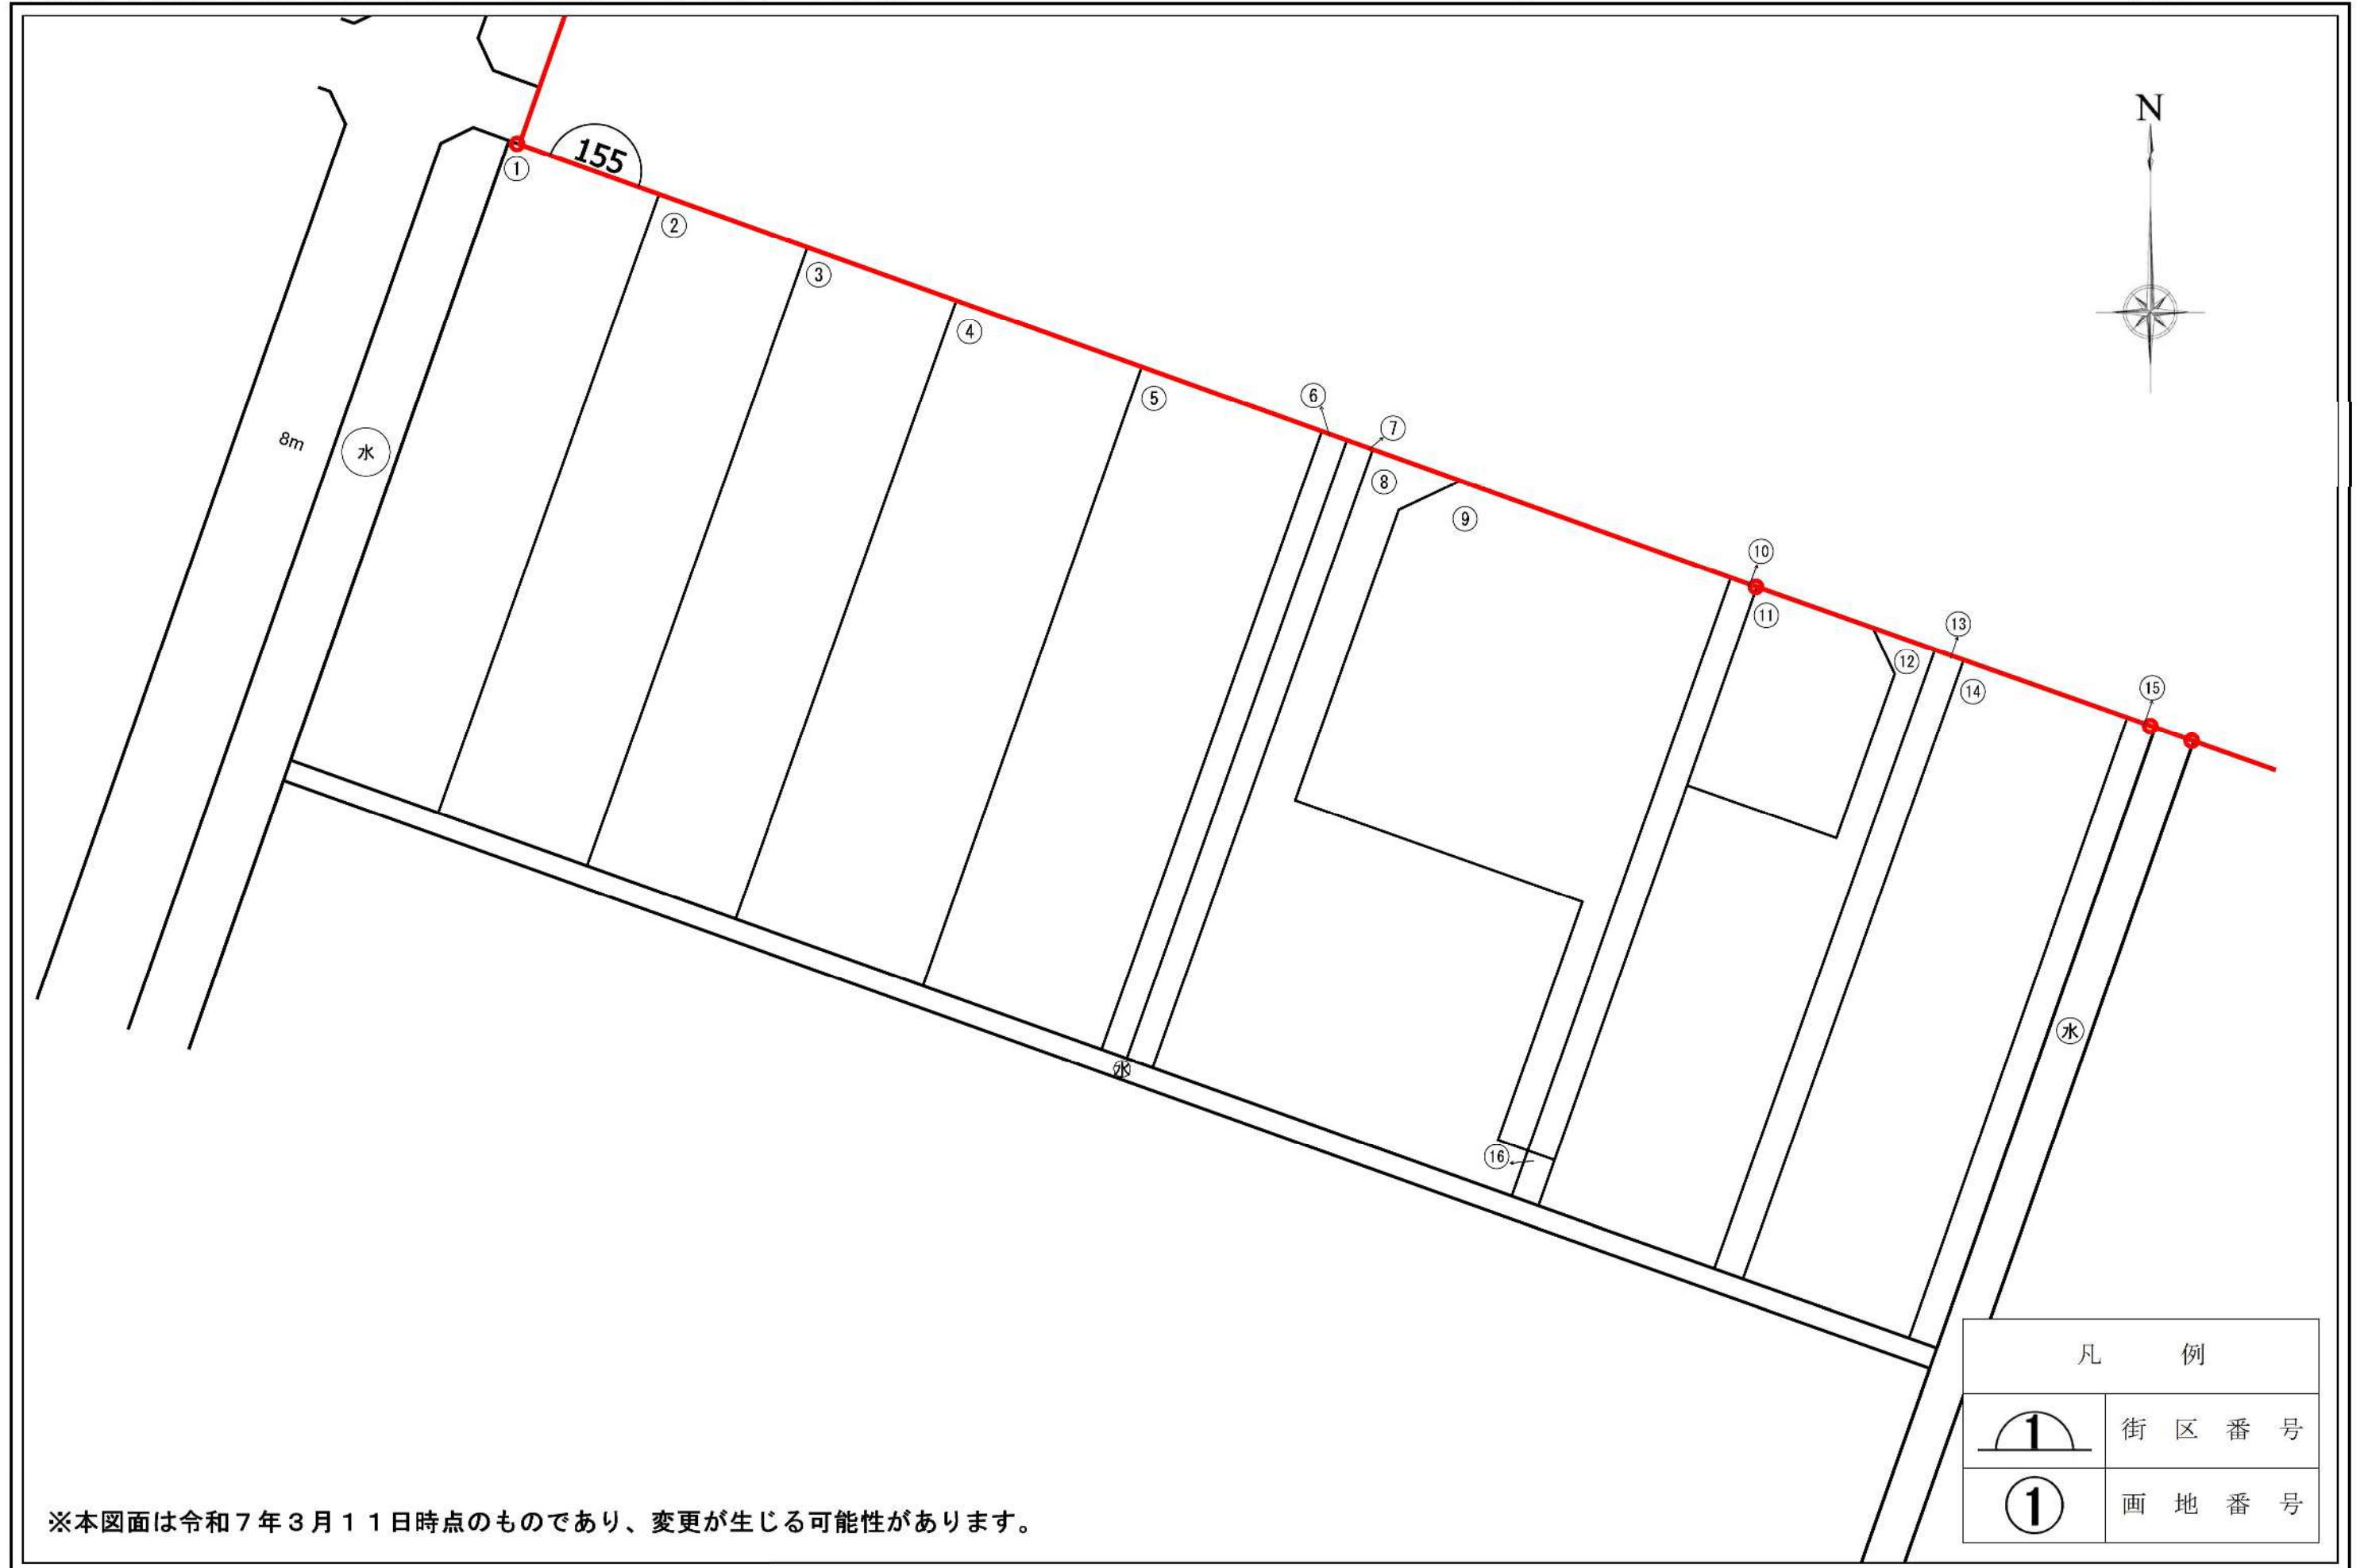 N
155
①
②
③
④
⑤
⑥
⑦
⑧
⑨
⑩
⑪
⑫
⑬
⑭
⑮
8m
水
水
水
⑯
凡 例
1 街 区 番 号
① 画 地 番 号
※本図面は令和７年３月１１日時点のものであり、変更が生じる可能性があります。